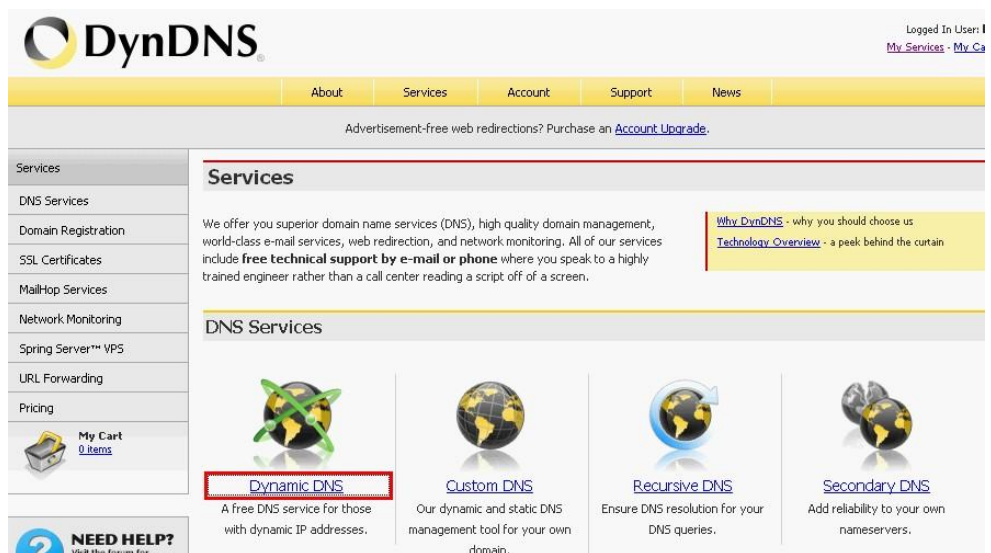 DynDNS®
Logged In User:
My Services - My Ca
About Services Account Support News
Advertisement-free web redirections? Purchase an Account Upgrade.
Services
DNS Services
Domain Registration
SSL Certificates
MailHop Services
Network Monitoring
Spring Server™ VPS
URL Forwarding
Pricing
My Cart
0 items
NEED HELP?
Visit the forum for
Services
We offer you superior domain name services (DNS), high quality domain management,
world-class e-mail services, web redirection, and network monitoring. All of our services
include free technical support by e-mail or phone where you speak to a highly
trained engineer rather than a call center reading a script off of a screen.
Why DynDNS - why you should choose us
Technology Overview - a peek behind the curtain
DNS Services
Dynamic DNS
A free DNS service for those
with dynamic IP addresses.
Custom DNS
Our dynamic and static DNS
management tool for your own
domain.
Recursive DNS
Ensure DNS resolution for your
DNS queries.
Secondary DNS
Add reliability to your own
nameservers.